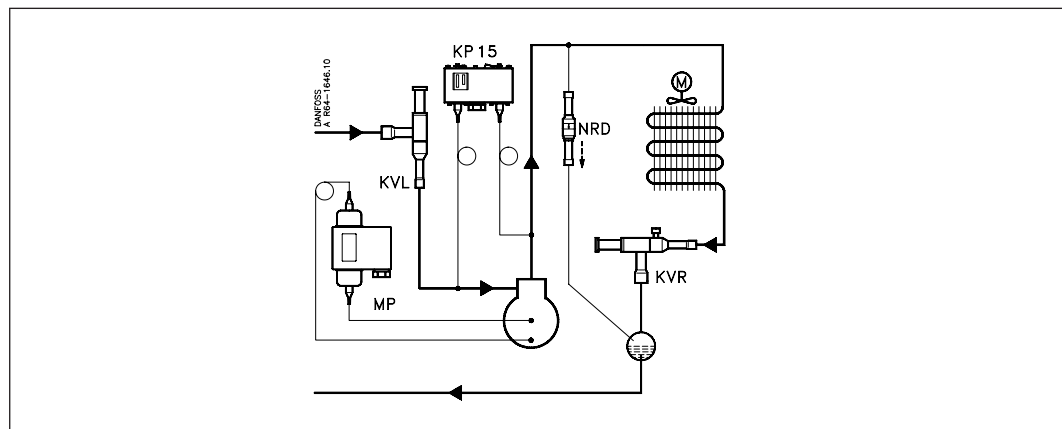 KP 15
DANFOSS
A R64-1646.10
M
NRD
KVL
KVR
MP